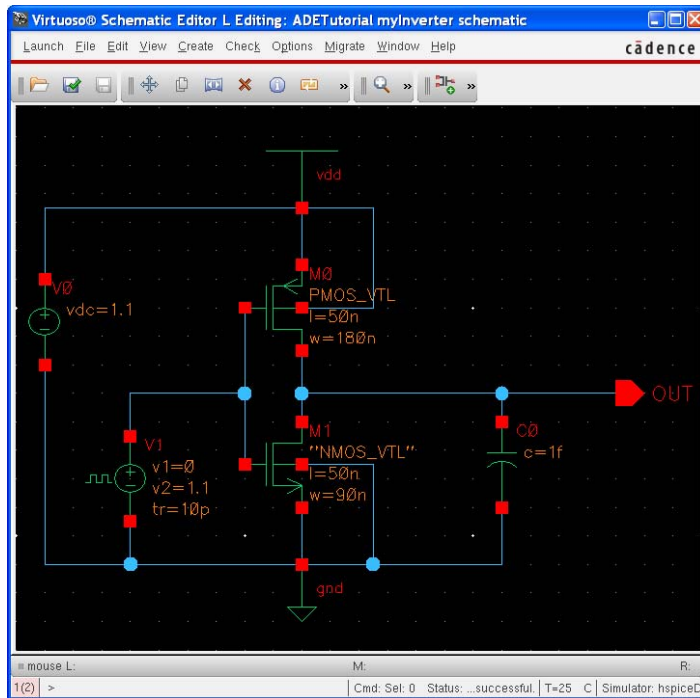 Virtuoso® Schematic Editor L Editing: ADETutorial myInverter schematic
Launch File Edit View Create Check Options Migrate Window Help
cādence
» » »
vdd
V0
vdc=1.1
M0
PMOS_VTL
l=50n
w=180n
OUT
V1
v1=0
v2=1.1
tr=10p
M1
"NMOS_VTL"
l=50n
w=90n
C0
c=1f
gnd
mouse L: M: R:
1(2) > Cmd: Sel: 0 Status: ...successful. T=25 C Simulator: hspiceD